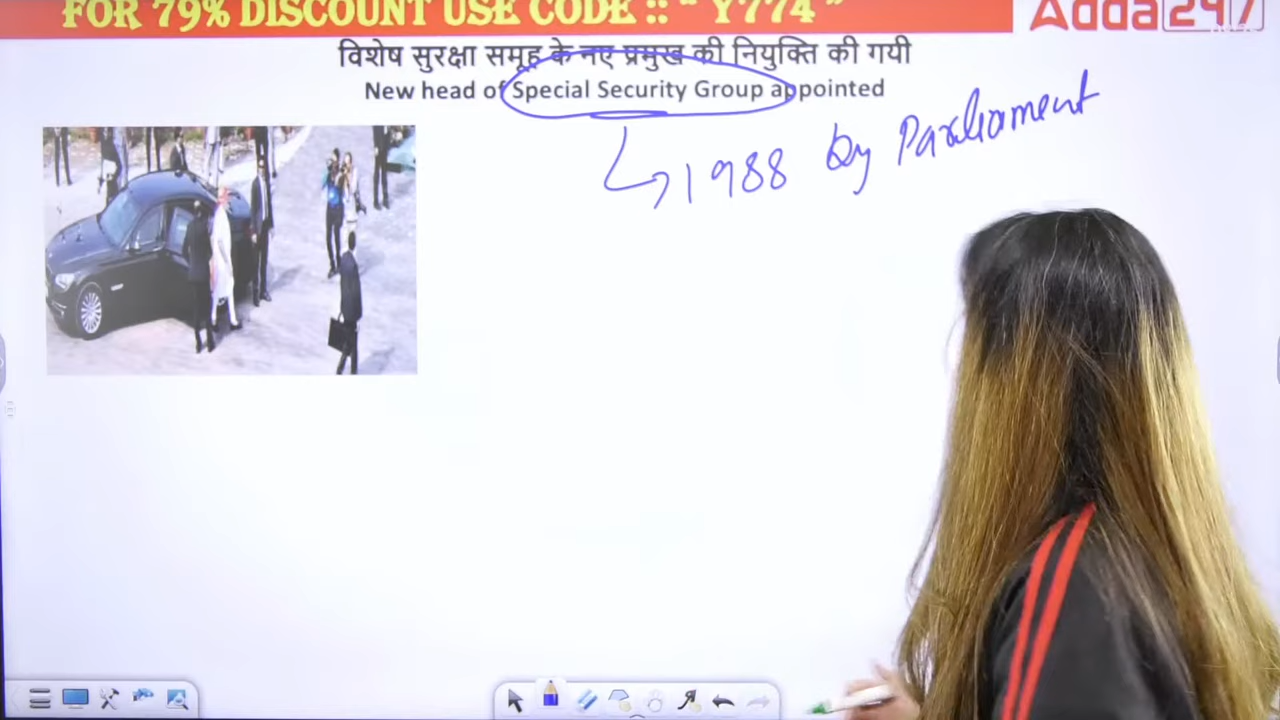 FOR 79% DISCOUNT USE CODE :: " Y774 "
Adda247
विशेष सुरक्षा समूह के नए प्रमुख की नियुक्ति की गयी
New head of Special Security Group appointed
1988 by Parliament